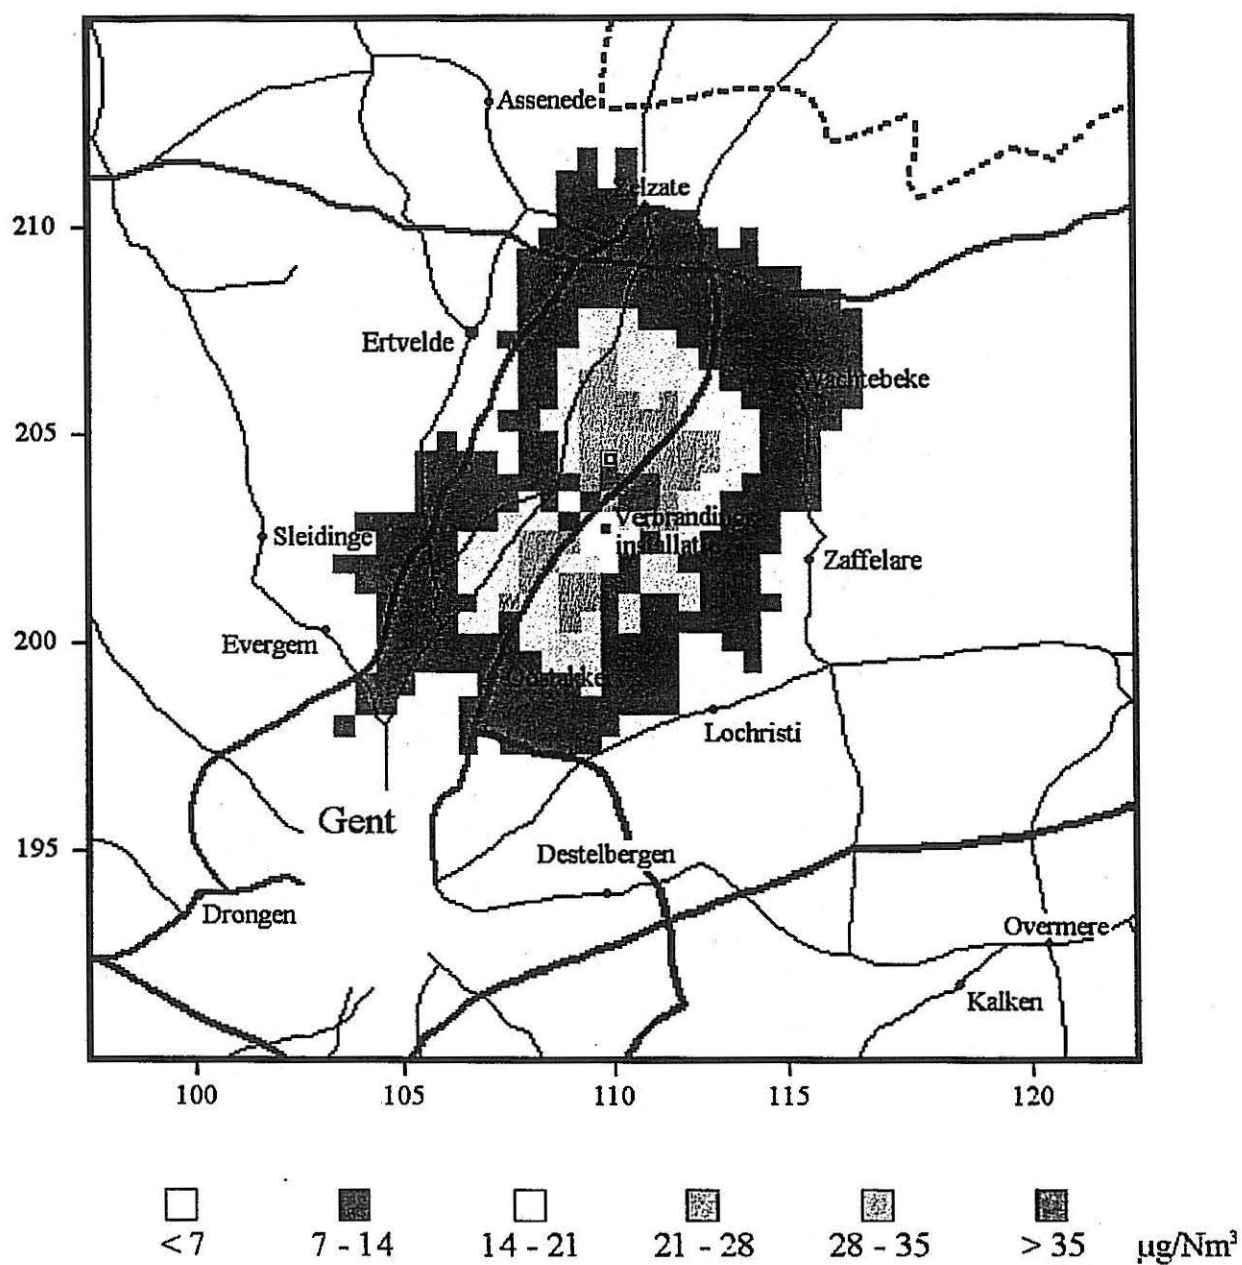 Assenede
Zelzate
210
Ertvelde
Wachtebeke
205
Sleidinge
Verbrandings
installatie
Zaffelare
200
Evergem
Oostakker
Lochristi
Gent
195
Destelbergen
Drongen
Overmere
Kalken
100 105 110 115 120
<7 7 - 14 14 - 21 21 - 28 28 - 35 > 35 µg/Nm³